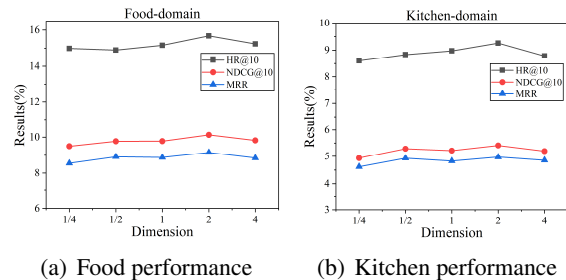 Food-domain
16
14
12
10
8
6
Results(%)
HR@10
NDCG@10
MRR
1/4 1/2 1 2 4
Dimension
(a) Food performance
Kitchen-domain
10
9
8
7
6
5
4
3
Results(%)
HR@10
NDCG@10
MRR
1/4 1/2 1 2 4
Dimension
(b) Kitchen performance